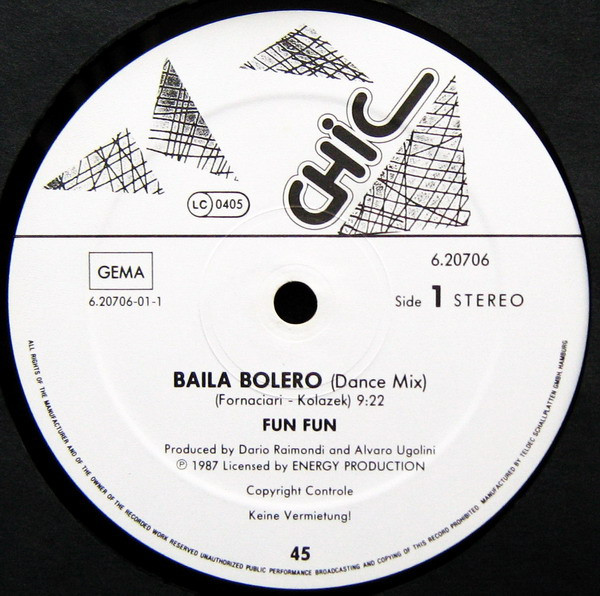 CHIC
LC 0405
GEMA
6.20706
6.20706-01-1
Side 1 STEREO
BAILA BOLERO (Dance Mix)
(Fornaciari - Kolazek) 9:22
FUN FUN
Produced by Dario Raimondi and Alvaro Ugolini
℗ 1987 Licensed by ENERGY PRODUCTION
Copyright Controle
Keine Vermietung!
45
ALL RIGHTS OF THE MANUFACTURER AND OF THE OWNER OF THE RECORDED WORK RESERVED UNAUTHORIZED PUBLIC PERFORMANCE BROADCASTING AND COPYING OF THIS RECORD PROHIBITED MANUFACTURED BY TELDEC SCHALLPLATTEN GMBH, HAMBURG